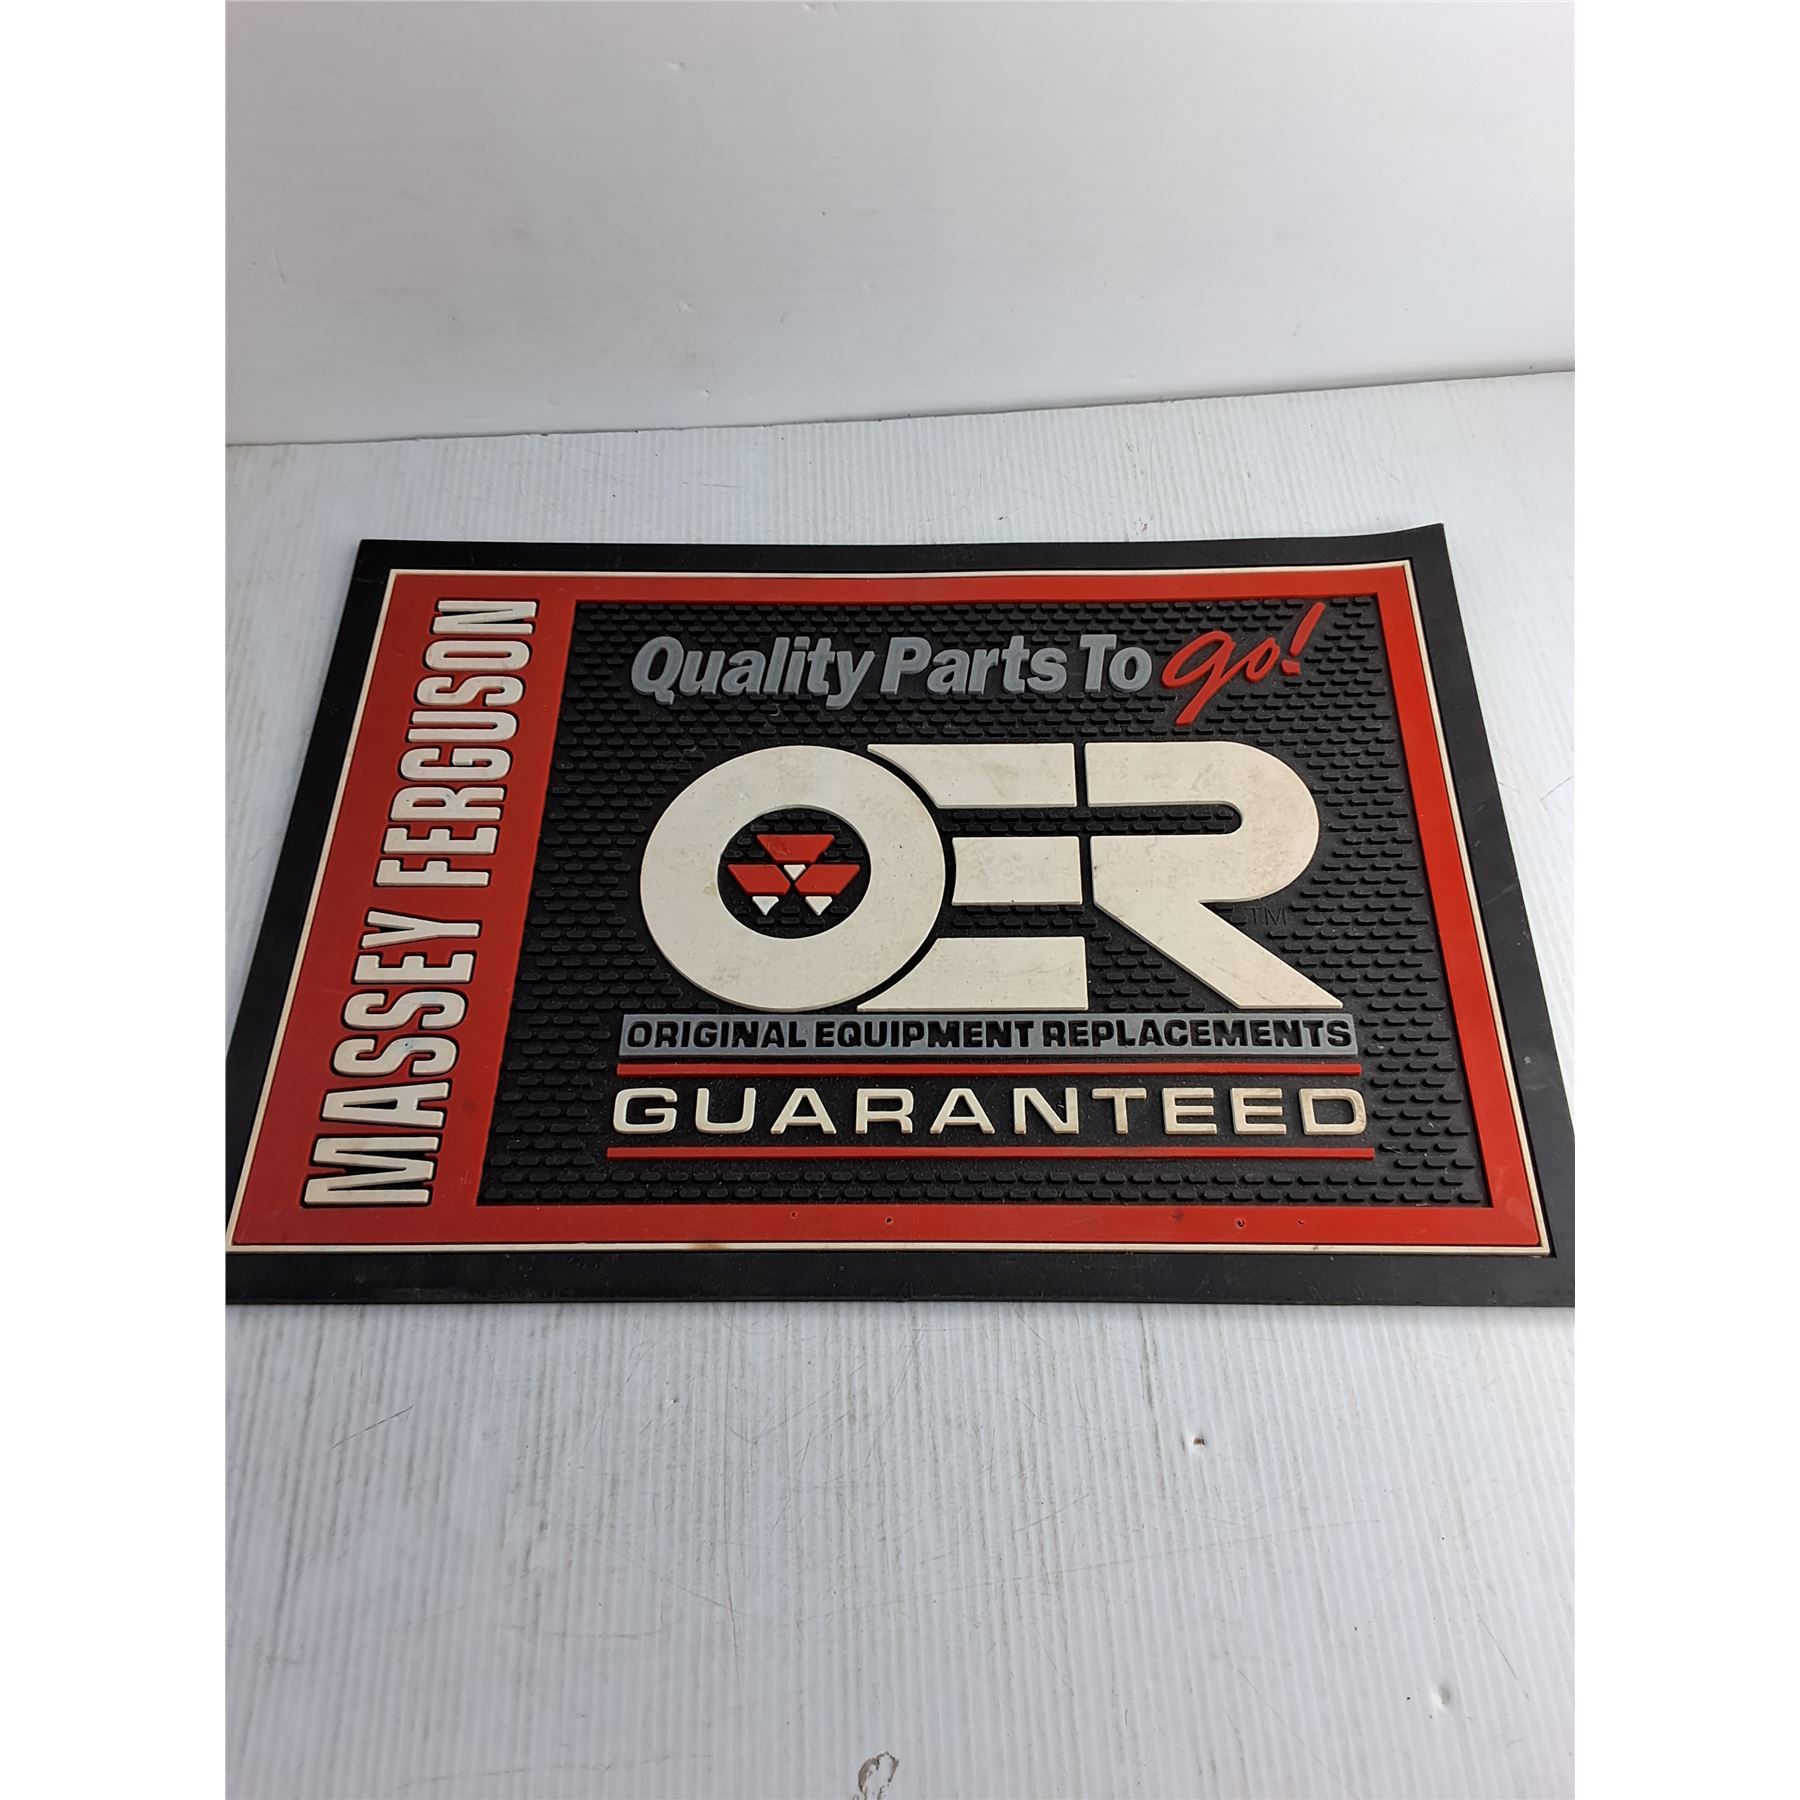 MASSEY FERGUSON
Quality Parts To go!
OER TM
ORIGINAL EQUIPMENT REPLACEMENTS
GUARANTEED